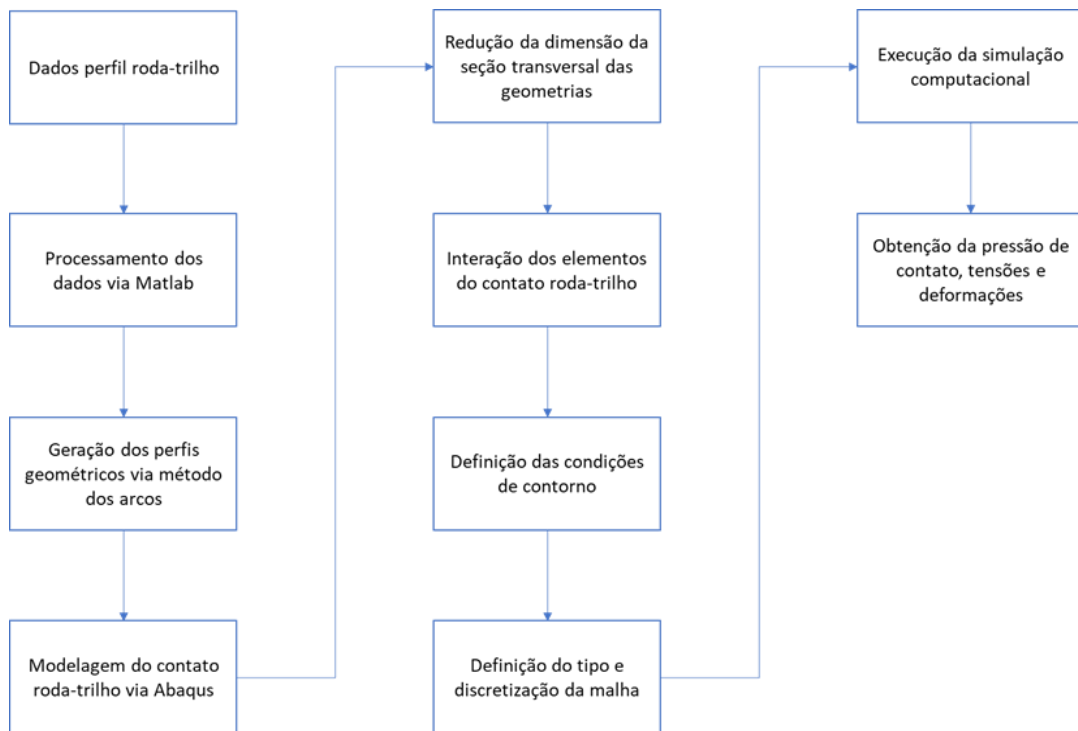 Dados perfil roda-trilho
Processamento dos
dados via Matlab
Geração dos perfis
geométricos via método
dos arcos
Modelagem do contato
roda-trilho via Abaqus
Redução da dimensão da
seção transversal das
geometrias
Interação dos elementos
do contato roda-trilho
Definição das condições
de contorno
Definição do tipo e
discretização da malha
Execução da simulação
computacional
Obtenção da pressão de
contato, tensões e
deformações